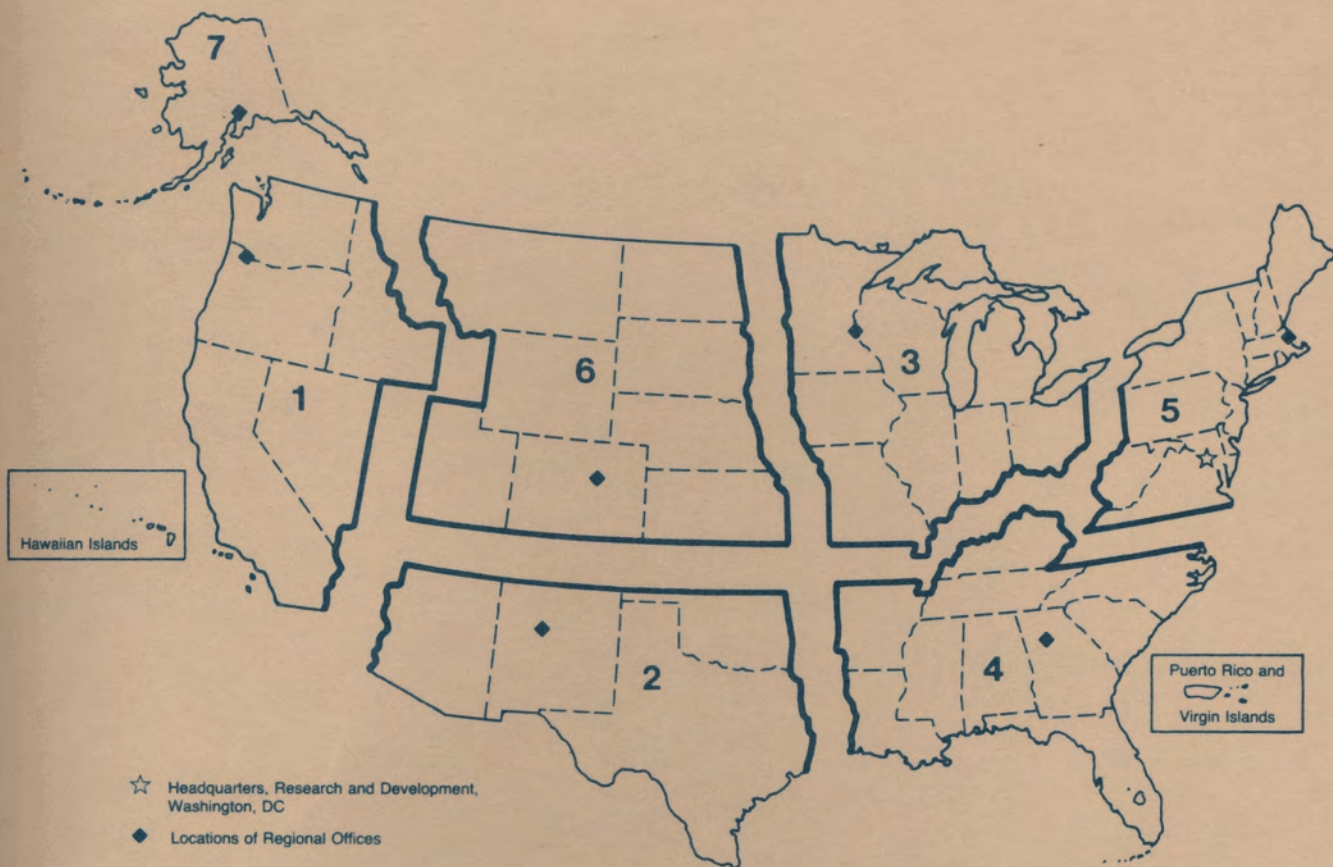 7
6
3
1
5
Hawaiian Islands
2
4
Puerto Rico and
Virgin Islands
Headquarters, Research and Development,
Washington, DC
Locations of Regional Offices